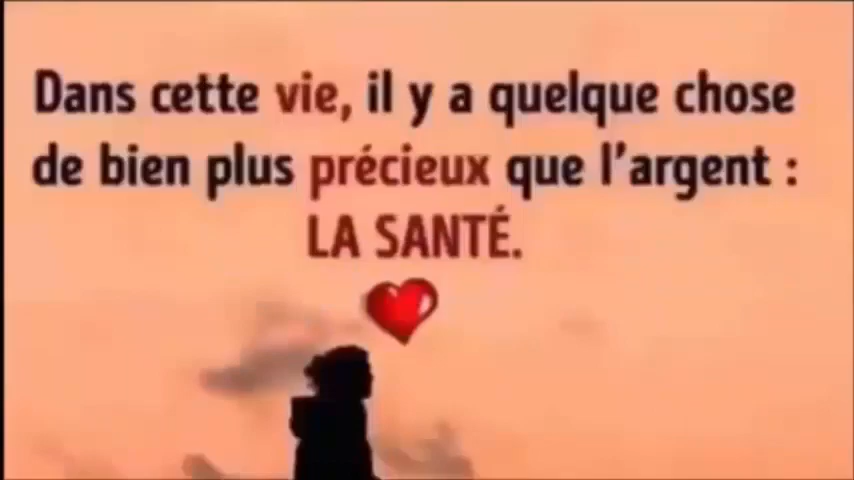 Dans cette vie, il y a quelque chose
de bien plus précieux que l'argent :
LA SANTÉ.